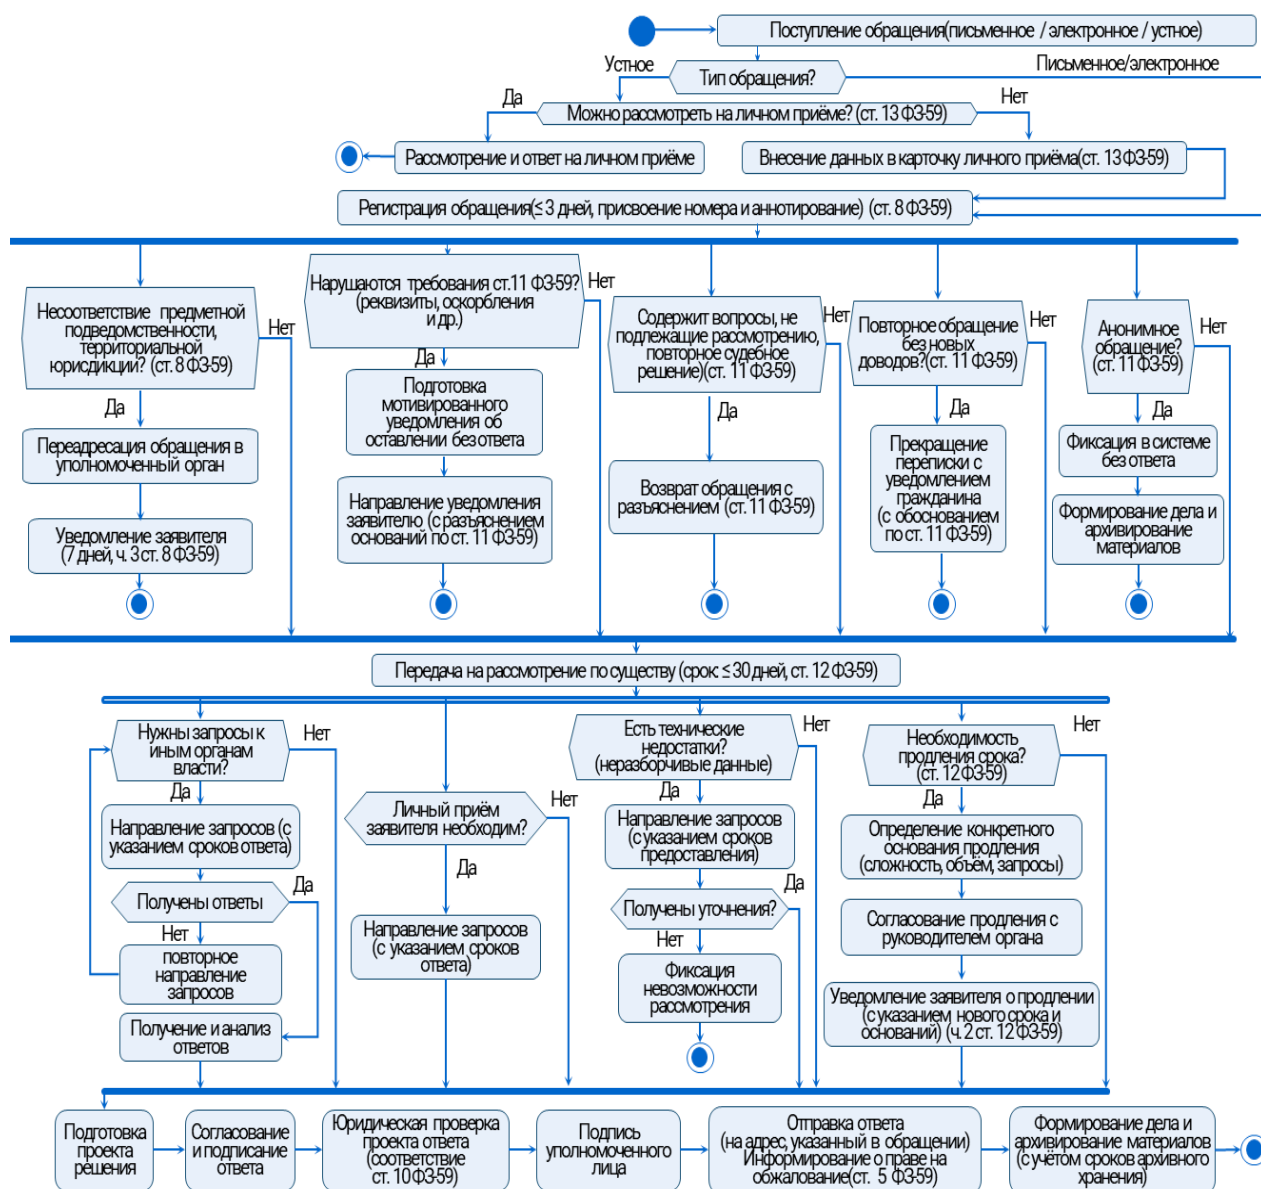 Поступление обращения(письменное / электронное / устное)
Устное
Тип обращения?
Письменное/электронное
Да
Можно рассмотреть на личном приёме? (ст. 13 ФЗ-59)
Нет
Рассмотрение и ответ на личном приёме
Внесение данных в карточку личного приёма(ст. 13 ФЗ-59)
Регистрация обращения(≤ 3 дней, присвоение номера и аннотирование) (ст. 8 ФЗ-59)
Несоответствие предметной
подведомственности,
территориальной
юрисдикции? (ст. 8 ФЗ-59)
Нет
Да
Переадресация обращения в
уполномоченный орган
Уведомление заявителя
(7 дней, ч. 3 ст. 8 ФЗ-59)
Нарушаются требования ст.11 ФЗ-59?
(реквизиты, оскорбления
и др.)
Нет
Да
Подготовка
мотивированного
уведомления об
оставлении без ответа
Направление уведомления
заявителю (с разъяснением
оснований по ст. 11 ФЗ-59)
Содержит вопросы, не
подлежащие рассмотрению,
повторное судебное
решение)(ст. 11 ФЗ-59)
Нет
Да
Возврат обращения с
разъяснением (ст. 11 ФЗ-59)
Повторное обращение
без новых
доводов?(ст. 11 ФЗ-59)
Нет
Да
Прекращение
переписки с
уведомлением
гражданина
(с обоснованием
по ст. 11 ФЗ-59)
Анонимное
обращение?
(ст. 11 ФЗ-59)
Нет
Да
Фиксация в системе
без ответа
Формирование дела и
архивирование
материалов
Передача на рассмотрение по существу (срок: ≤ 30 дней, ст. 12 ФЗ-59)
Нужны запросы к
иным органам
власти?
Нет
Да
Направление запросов (с
указанием сроков ответа)
Да
Получены ответы
Нет
повторное
направление
запросов
Получение и анализ
ответов
Личный приём
заявителя необходим?
Нет
Да
Направление запросов
(с указанием сроков
ответа)
Есть технические
недостатки?
(неразборчивые данные)
Нет
Да
Направление запросов
(с указанием сроков
предоставления)
Да
Получены уточнения?
Нет
Фиксация
невозможности
рассмотрения
Необходимость
продления срока?
(ст. 12 ФЗ-59)
Нет
Да
Определение конкретного
основания продления
(сложность, объём, запросы)
Согласование продления с
руководителем органа
Уведомление заявителя о продлении
(с указанием нового срока и
оснований) (ч. 2 ст. 12 ФЗ-59)
Подготовка
проекта
решения
Согласование
и подписание
ответа
Юридическая проверка
проекта ответа
(соответствие
ст. 10 ФЗ-59)
Подпись
уполномоченного
лица
Отправка ответа
(на адрес, указанный в обращении)
Информирование о праве на
обжалование(ст. 5 ФЗ-59)
Формирование дела и
архивирование материалов
(с учётом сроков архивного
хранения)